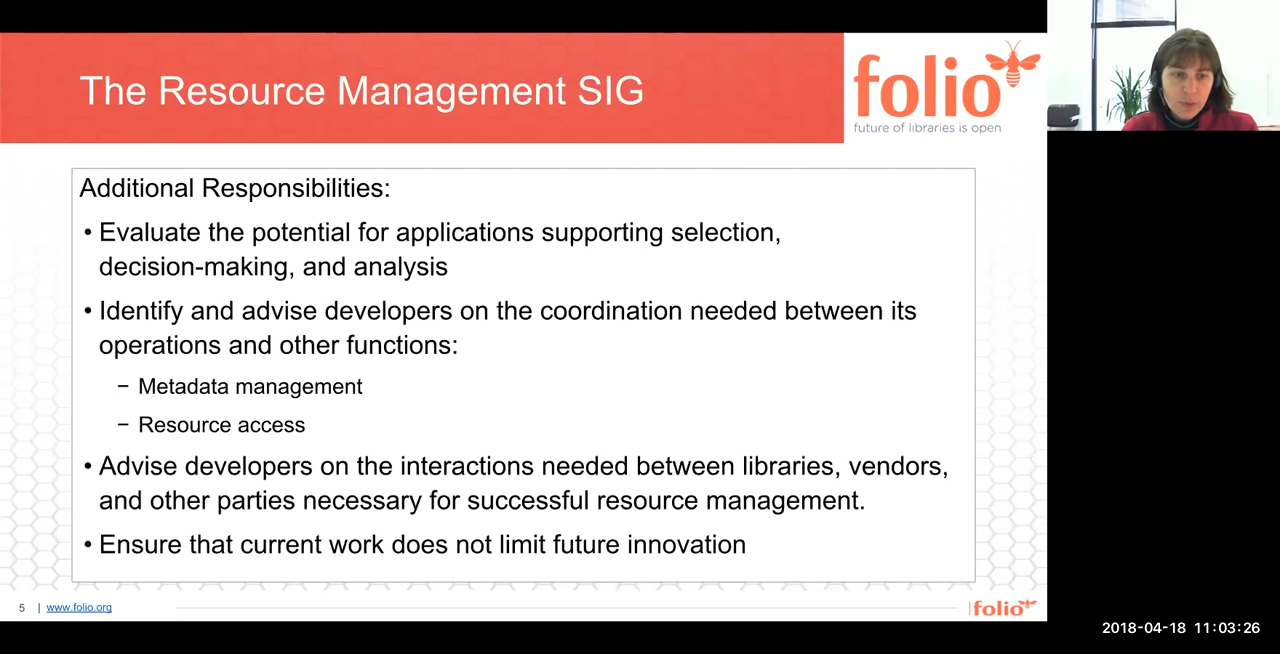 The Resource Management SIG
folio
future of libraries is open
Additional Responsibilities:
• Evaluate the potential for applications supporting selection,
decision-making, and analysis
• Identify and advise developers on the coordination needed between its
operations and other functions:
− Metadata management
− Resource access
• Advise developers on the interactions needed between libraries, vendors,
and other parties necessary for successful resource management.
• Ensure that current work does not limit future innovation
5 | www.folio.org
folio
2018-04-18 11:03:26